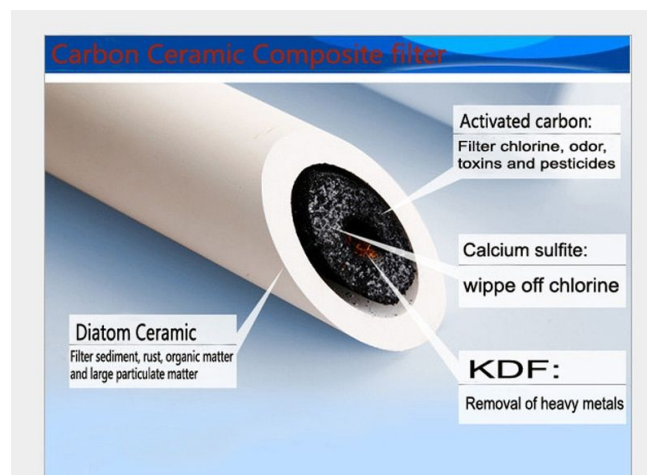 Carbon Ceramic Composite filter
Activated carbon:
Filter chlorine, odor,
toxins and pesticides
Calcium sulfite:
wippe off chlorine
Diatom Ceramic
Filter sediment, rust, organic matter
and large particulate matter
KDF:
Removal of heavy metals